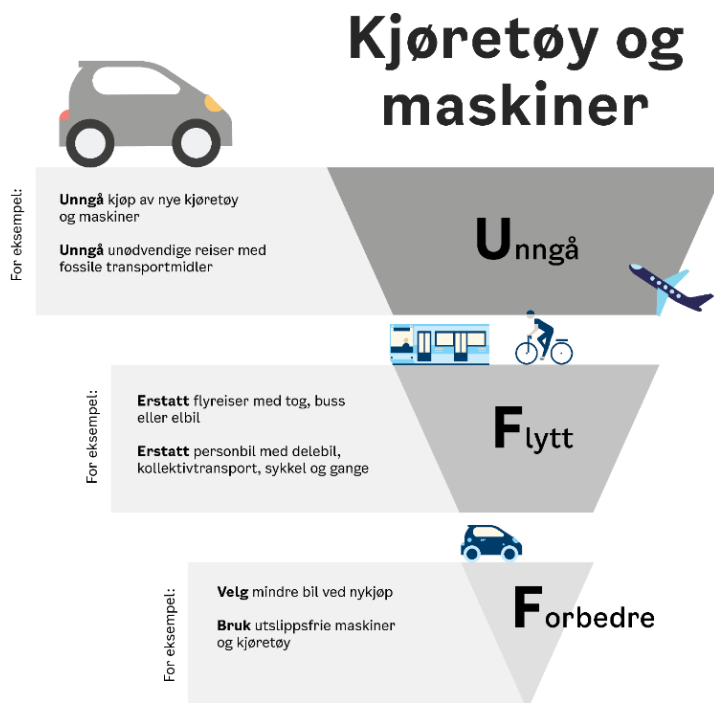 Kjøretøy og
maskiner
For eksempel:
Unngå kjøp av nye kjøretøy
og maskiner
Unngå unødvendige reiser med
fossile transportmidler
Unngå
For eksempel:
Erstatt flyreiser med tog, buss
eller elbil
Erstatt personbil med delebil,
kollektivtransport, sykkel og gange
Flytt
For eksempel:
Velg mindre bil ved nykjøp
Bruk utslippsfrie maskiner
og kjøretøy
Forbedre